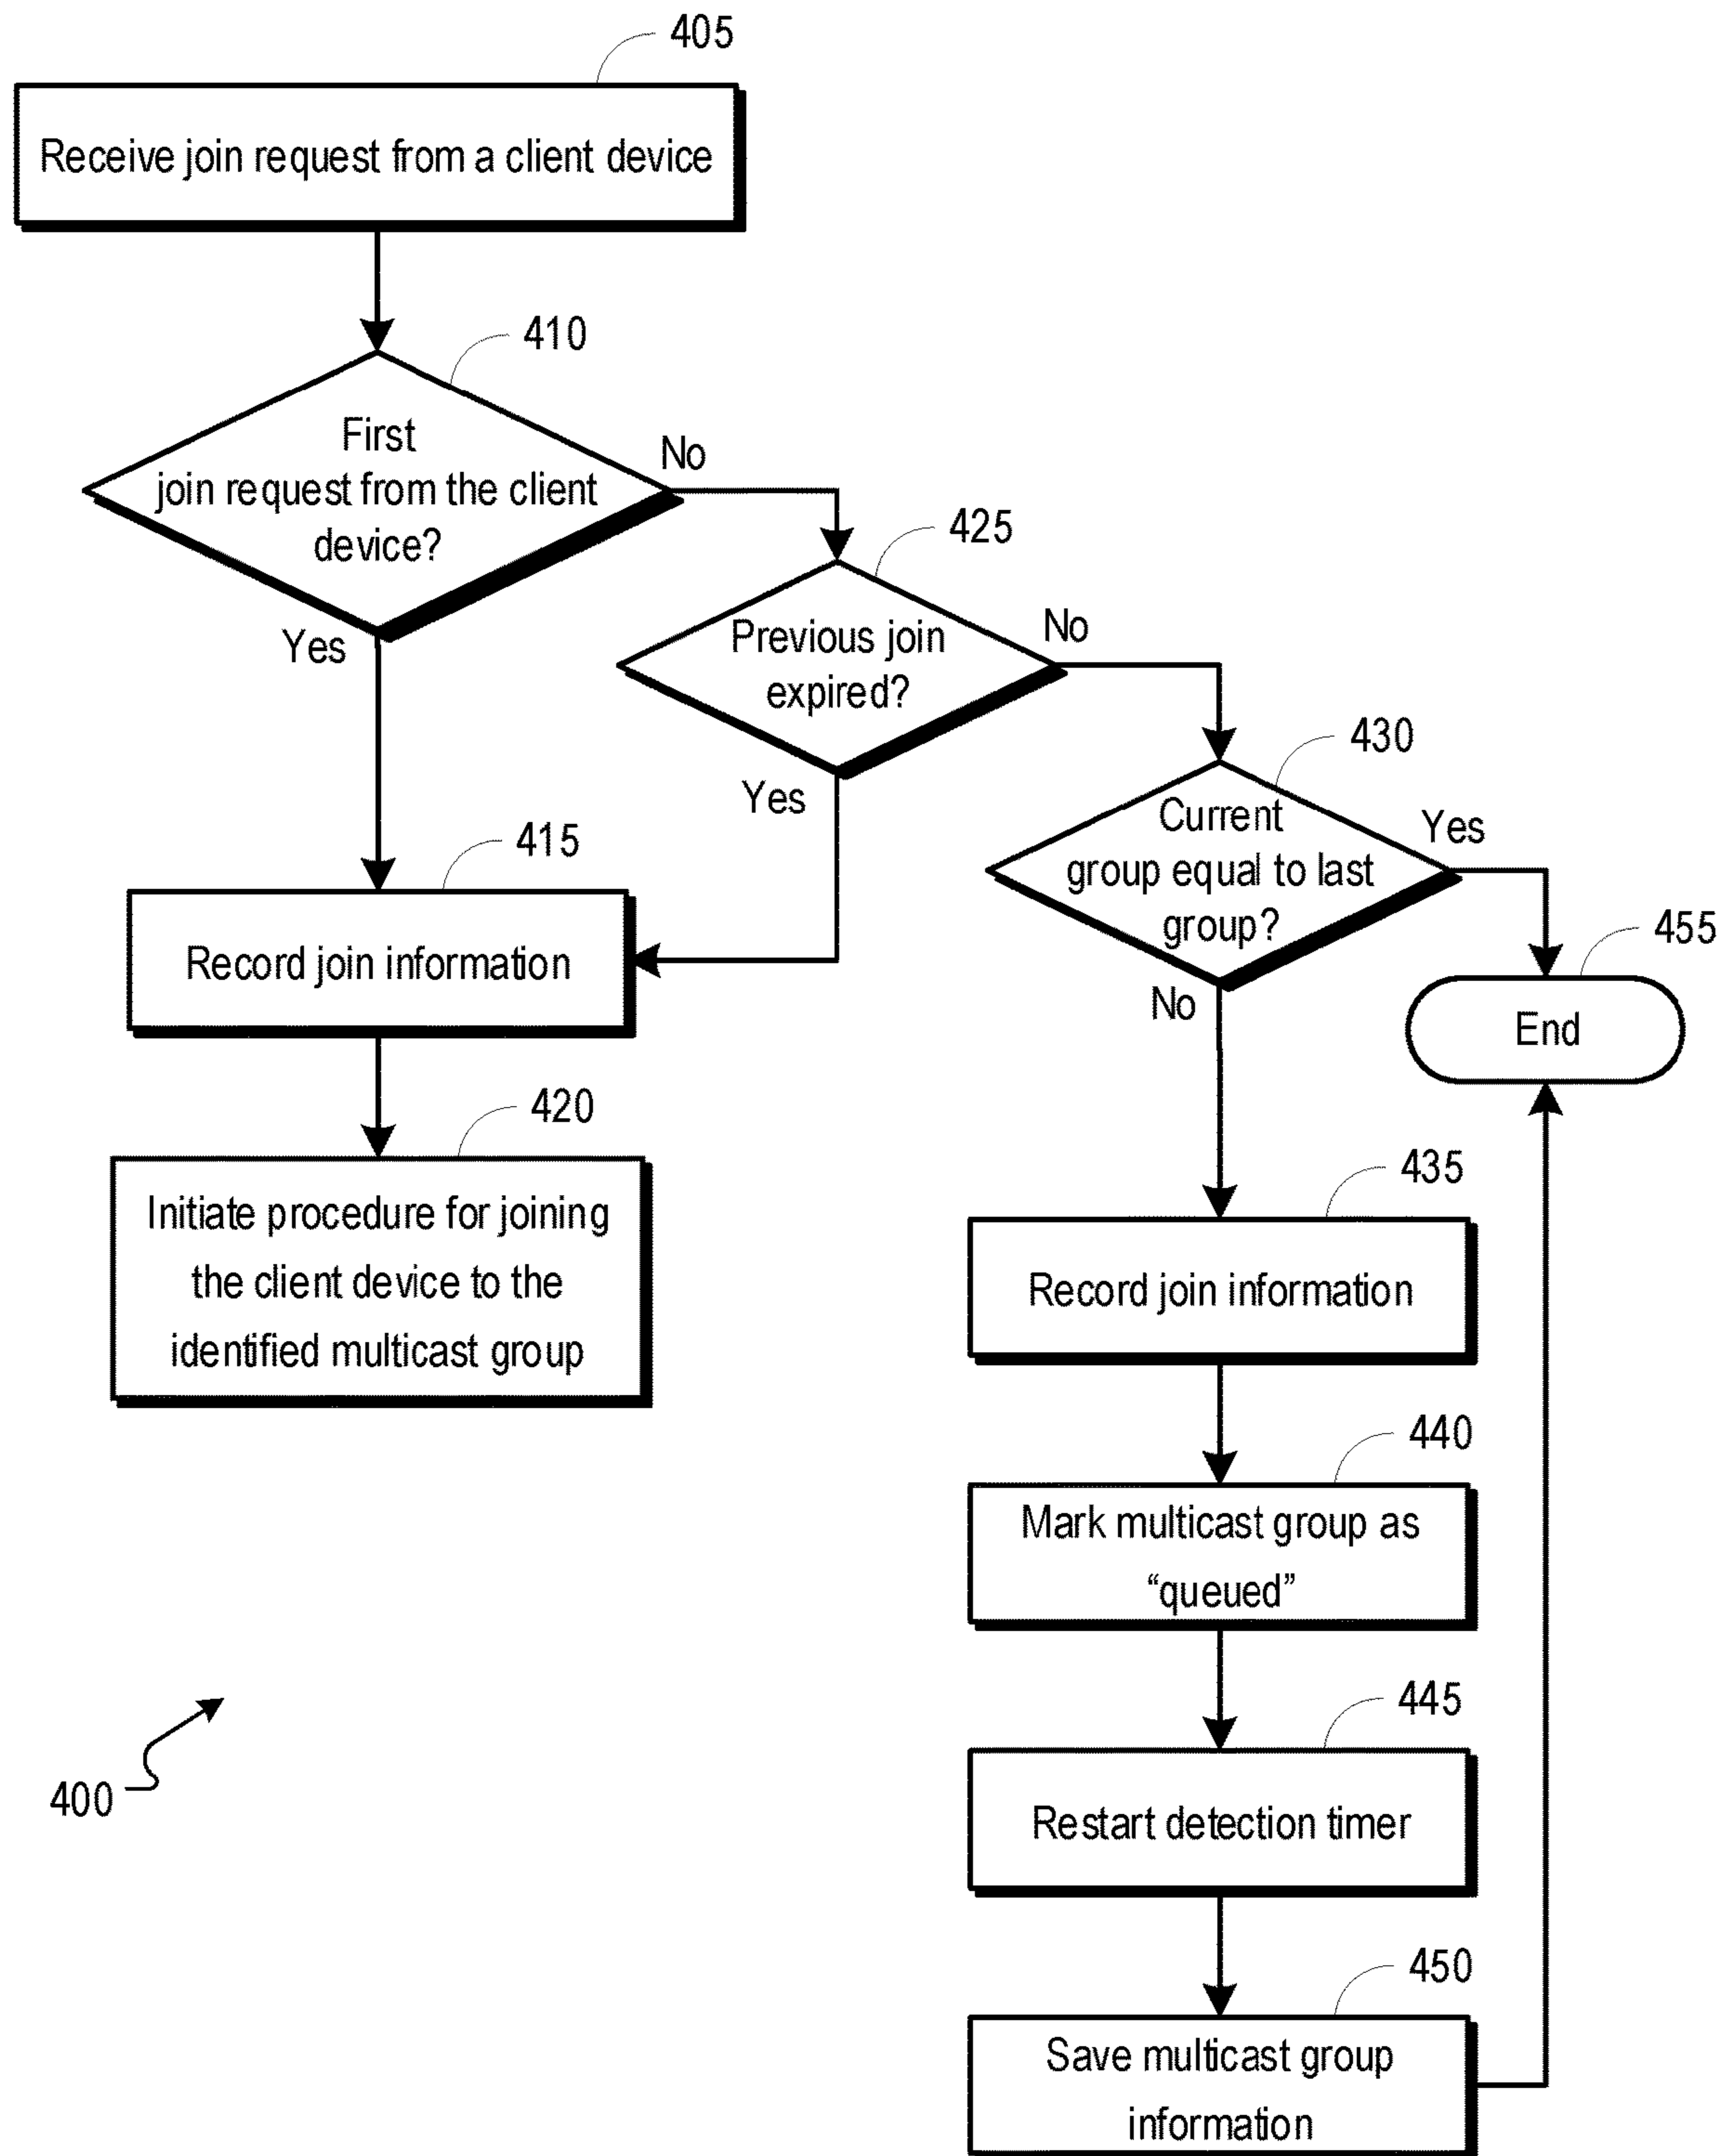 405
Receive join request from a client device
410
First
join request from the client
device?
No
Yes
425
Previous join
expired?
No
Yes
430
Current
group equal to last
group?
Yes
No
415
Record join information
455
End
420
Initiate procedure for joining
the client device to the
identified multicast group
435
Record join information
440
Mark multicast group as
“queued”
445
Restart detection timer
400
450
Save multicast group
information